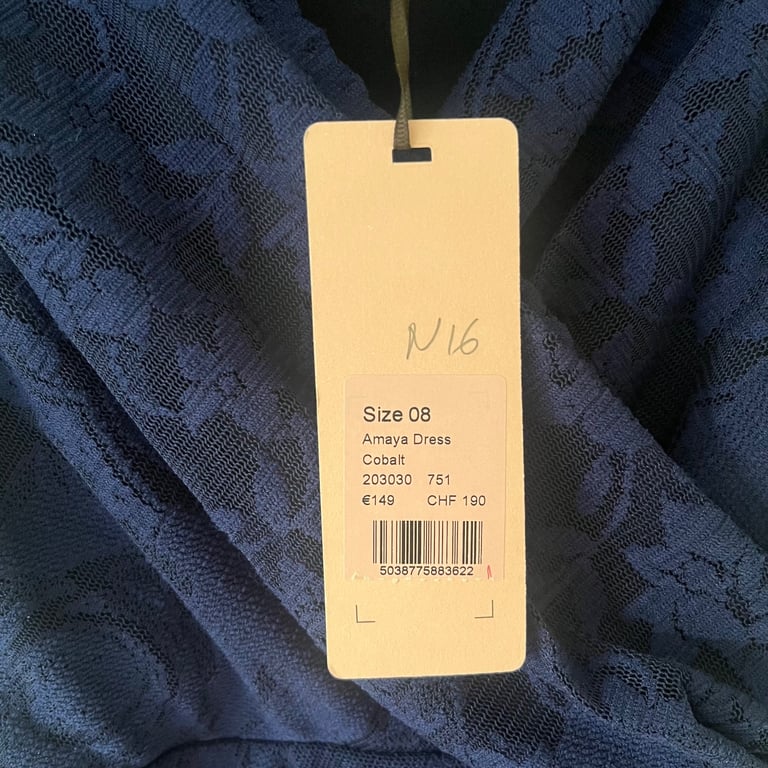 N16
Size 08
Amaya Dress
Cobalt
203030 751
€149 CHF 190
5038775883622